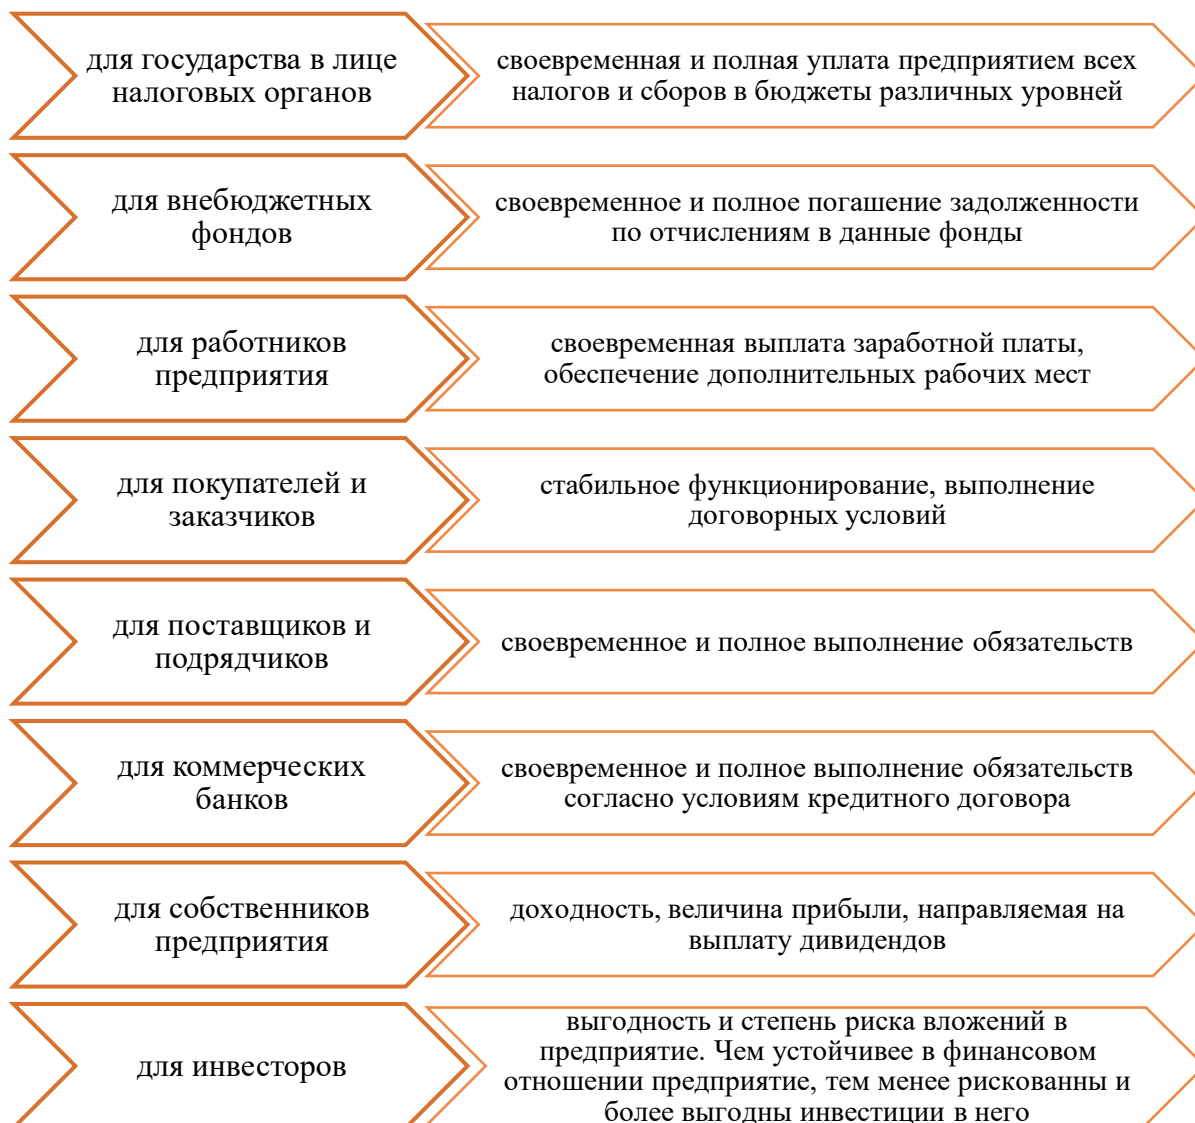 для государства в лице
налоговых органов
своевременная и полная уплата предприятием всех
налогов и сборов в бюджеты различных уровней
для внебюджетных
фондов
своевременное и полное погашение задолженности
по отчислениям в данные фонды
для работников
предприятия
своевременная выплата заработной платы,
обеспечение дополнительных рабочих мест
для покупателей и
заказчиков
стабильное функционирование, выполнение
договорных условий
для поставщиков и
подрядчиков
своевременное и полное выполнение обязательств
для коммерческих
банков
своевременное и полное выполнение обязательств
согласно условиям кредитного договора
для собственников
предприятия
доходность, величина прибыли, направляемая на
выплату дивидендов
для инвесторов
выгодность и степень риска вложений в
предприятие. Чем устойчивее в финансовом
отношении предприятие, тем менее рискованны и
более выгодны инвестиции в него